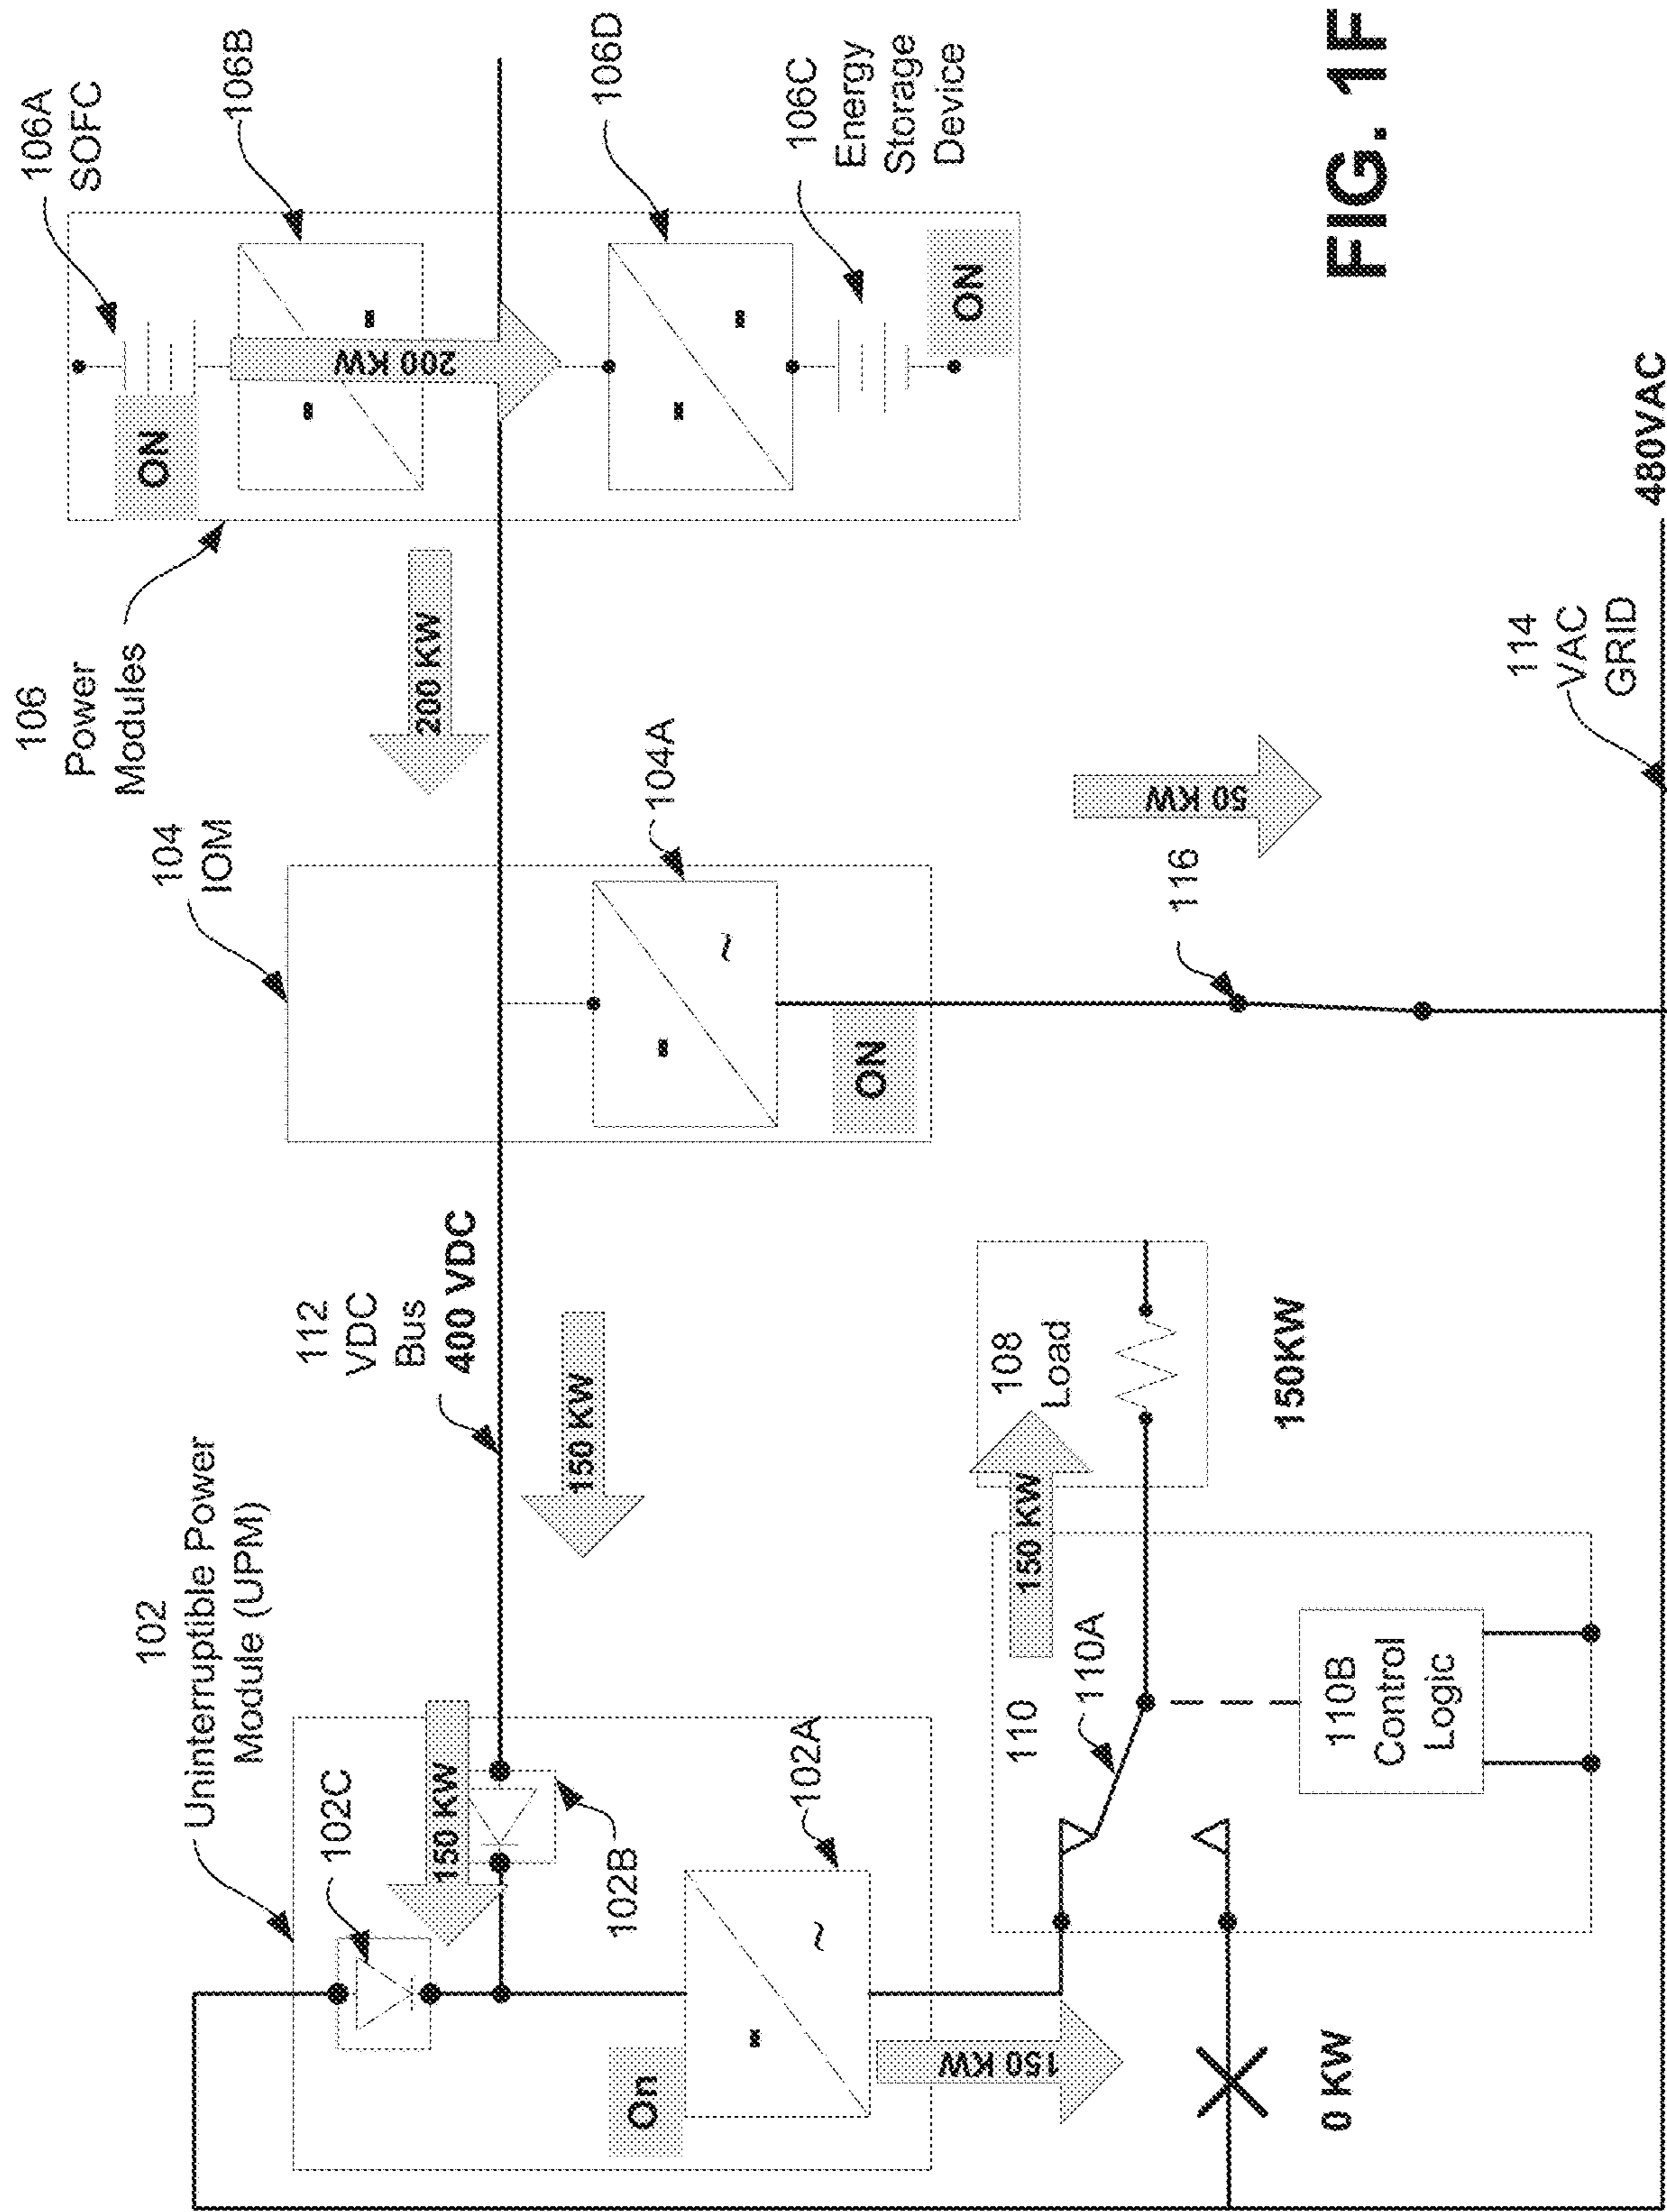 102
Uninterruptible Power
Module (UPM)
102C
150 KW
102B
On
102A
150 KW
112
VDC
Bus
400 VDC
150 KW
104
IOM
104A
ON
106
Power
Modules
200 KW
106A
SOFC
ON
106B
200 KW
106D
106C
Energy
Storage
Device
ON
110
110A
150 KW
108
Load
150KW
110B
Control
Logic
0 KW
116
50 KW
114
VAC
GRID
480VAC
FIG. 1F